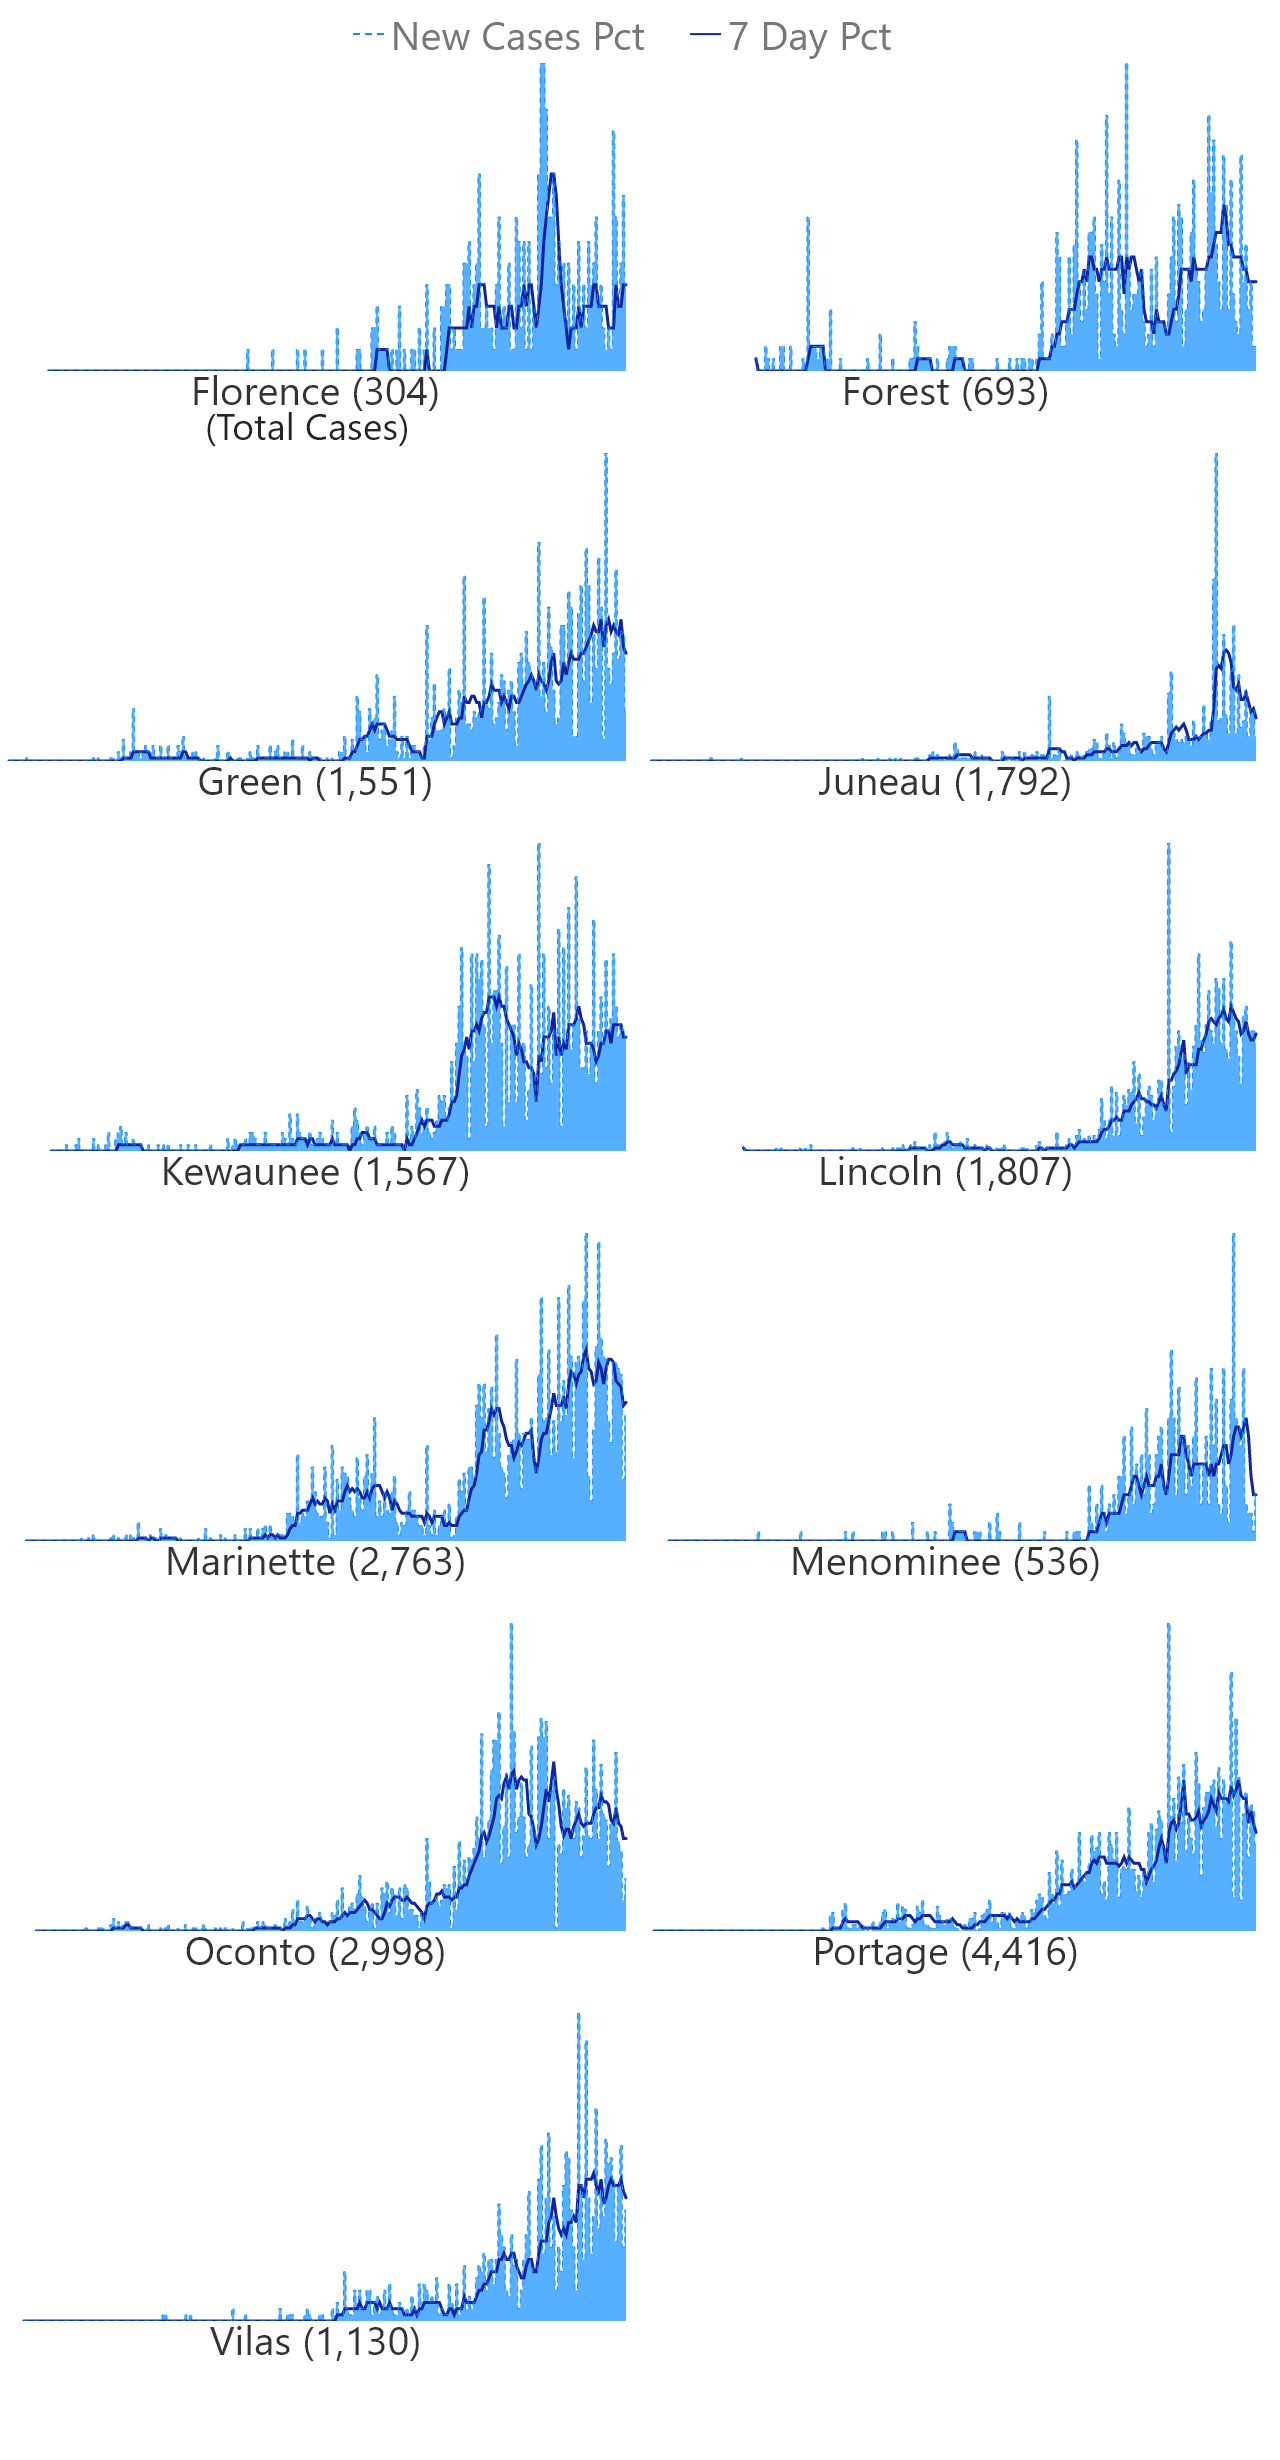 New Cases Pct 7 Day Pct
Florence (304) Forest (693)
(Total Cases)
Green (1,551) Juneau (1,792)
Kewaunee (1,567) Lincoln (1,807)
Marinette (2,763) Menominee (536)
Oconto (2,998) Portage (4,416)
Vilas (1,130)